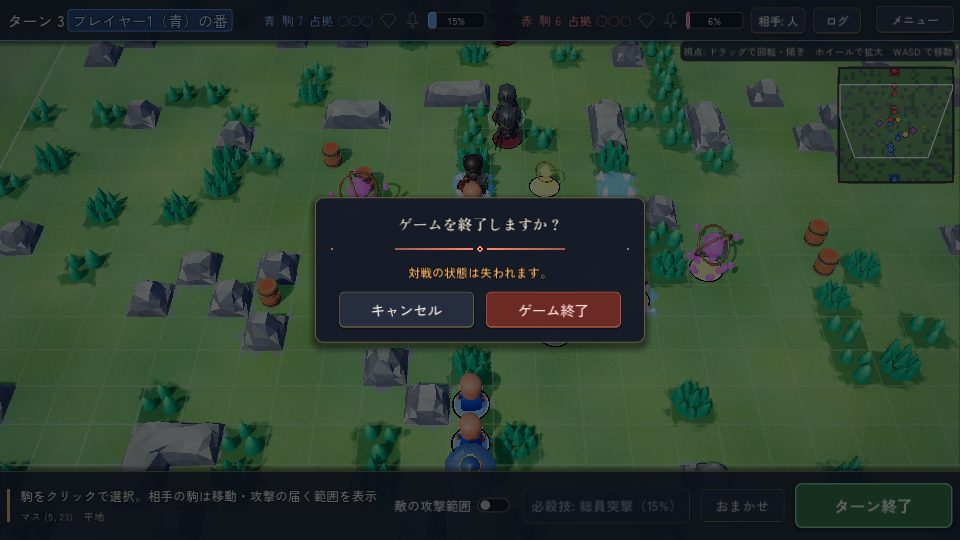 ターン 3 プレイヤー1（青）の番 青 駒 7 占拠 15% 赤 駒 6 占拠 6% 相手: 人 ログ メニュー
視点: ドラッグで回転・傾き ホイールで拡大 WASD で移動
ゲームを終了しますか？
対戦の状態は失われます。
キャンセル ゲーム終了
駒をクリックで選択。相手の駒は移動・攻撃の届く範囲を表示
マス (5, 23) 平地
敵の攻撃範囲 必殺技: 総員突撃（15%） おまかせ ターン終了